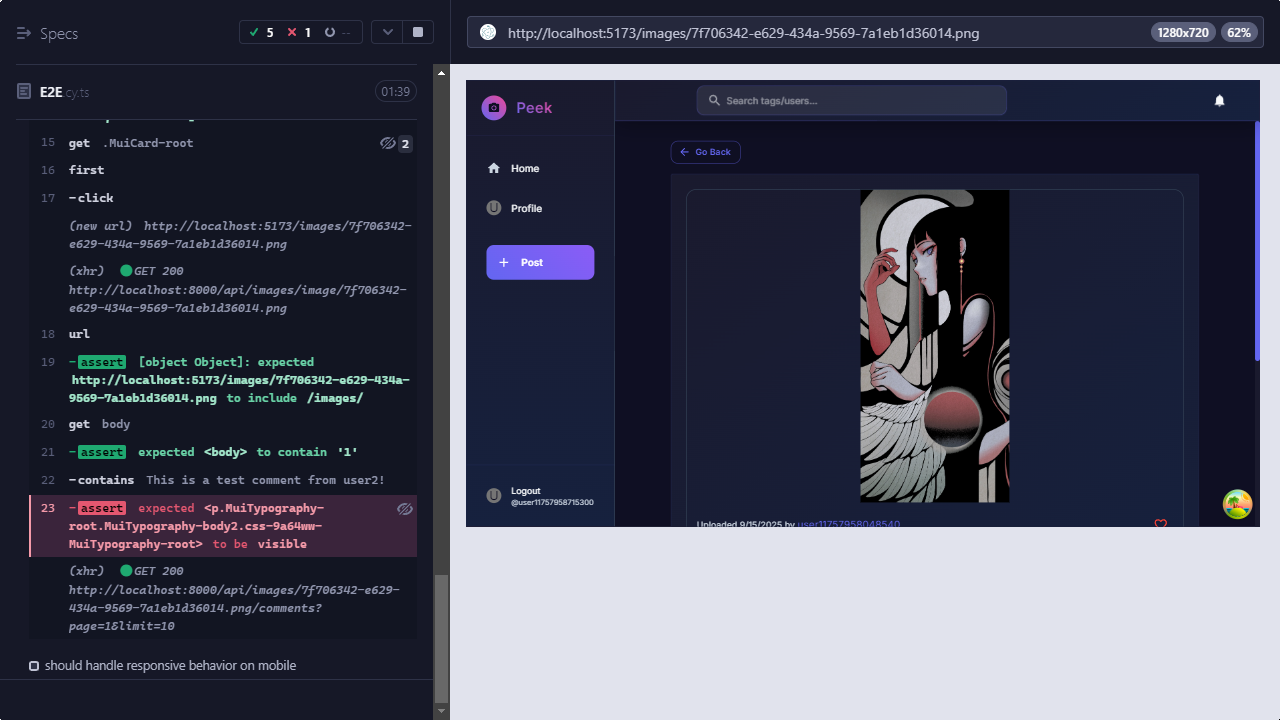 Specs
5
1
--
E2E.cy.ts
01:39
15 get .MuiCard-root 2
16 first
17 -click
(new url) http://localhost:5173/images/7f706342-
e629-434a-9569-7a1eb1d36014.png
(xhr) GET 200
http://localhost:8000/api/images/image/7f706342-
e629-434a-9569-7a1eb1d36014.png
18 url
19 -assert [object Object]: expected
http://localhost:5173/images/7f706342-e629-434a-
9569-7a1eb1d36014.png to include /images/
20 get body
21 -assert expected <body> to contain '1'
22 -contains This is a test comment from user2!
23 -assert expected <p.MuiTypography-
root.MuiTypography-body2.css-9a64ww-
MuiTypography-root> to be visible
(xhr) GET 200
http://localhost:8000/api/images/7f706342-e629-
434a-9569-7a1eb1d36014.png/comments?
page=1&limit=10
should handle responsive behavior on mobile
http://localhost:5173/images/7f706342-e629-434a-9569-7a1eb1d36014.png
1280x720
62%
Peek
Search tags/users...
Home
U Profile
+ Post
U Logout
@user11757958715300
Go Back
Uploaded 9/15/2025 by user11757958048540